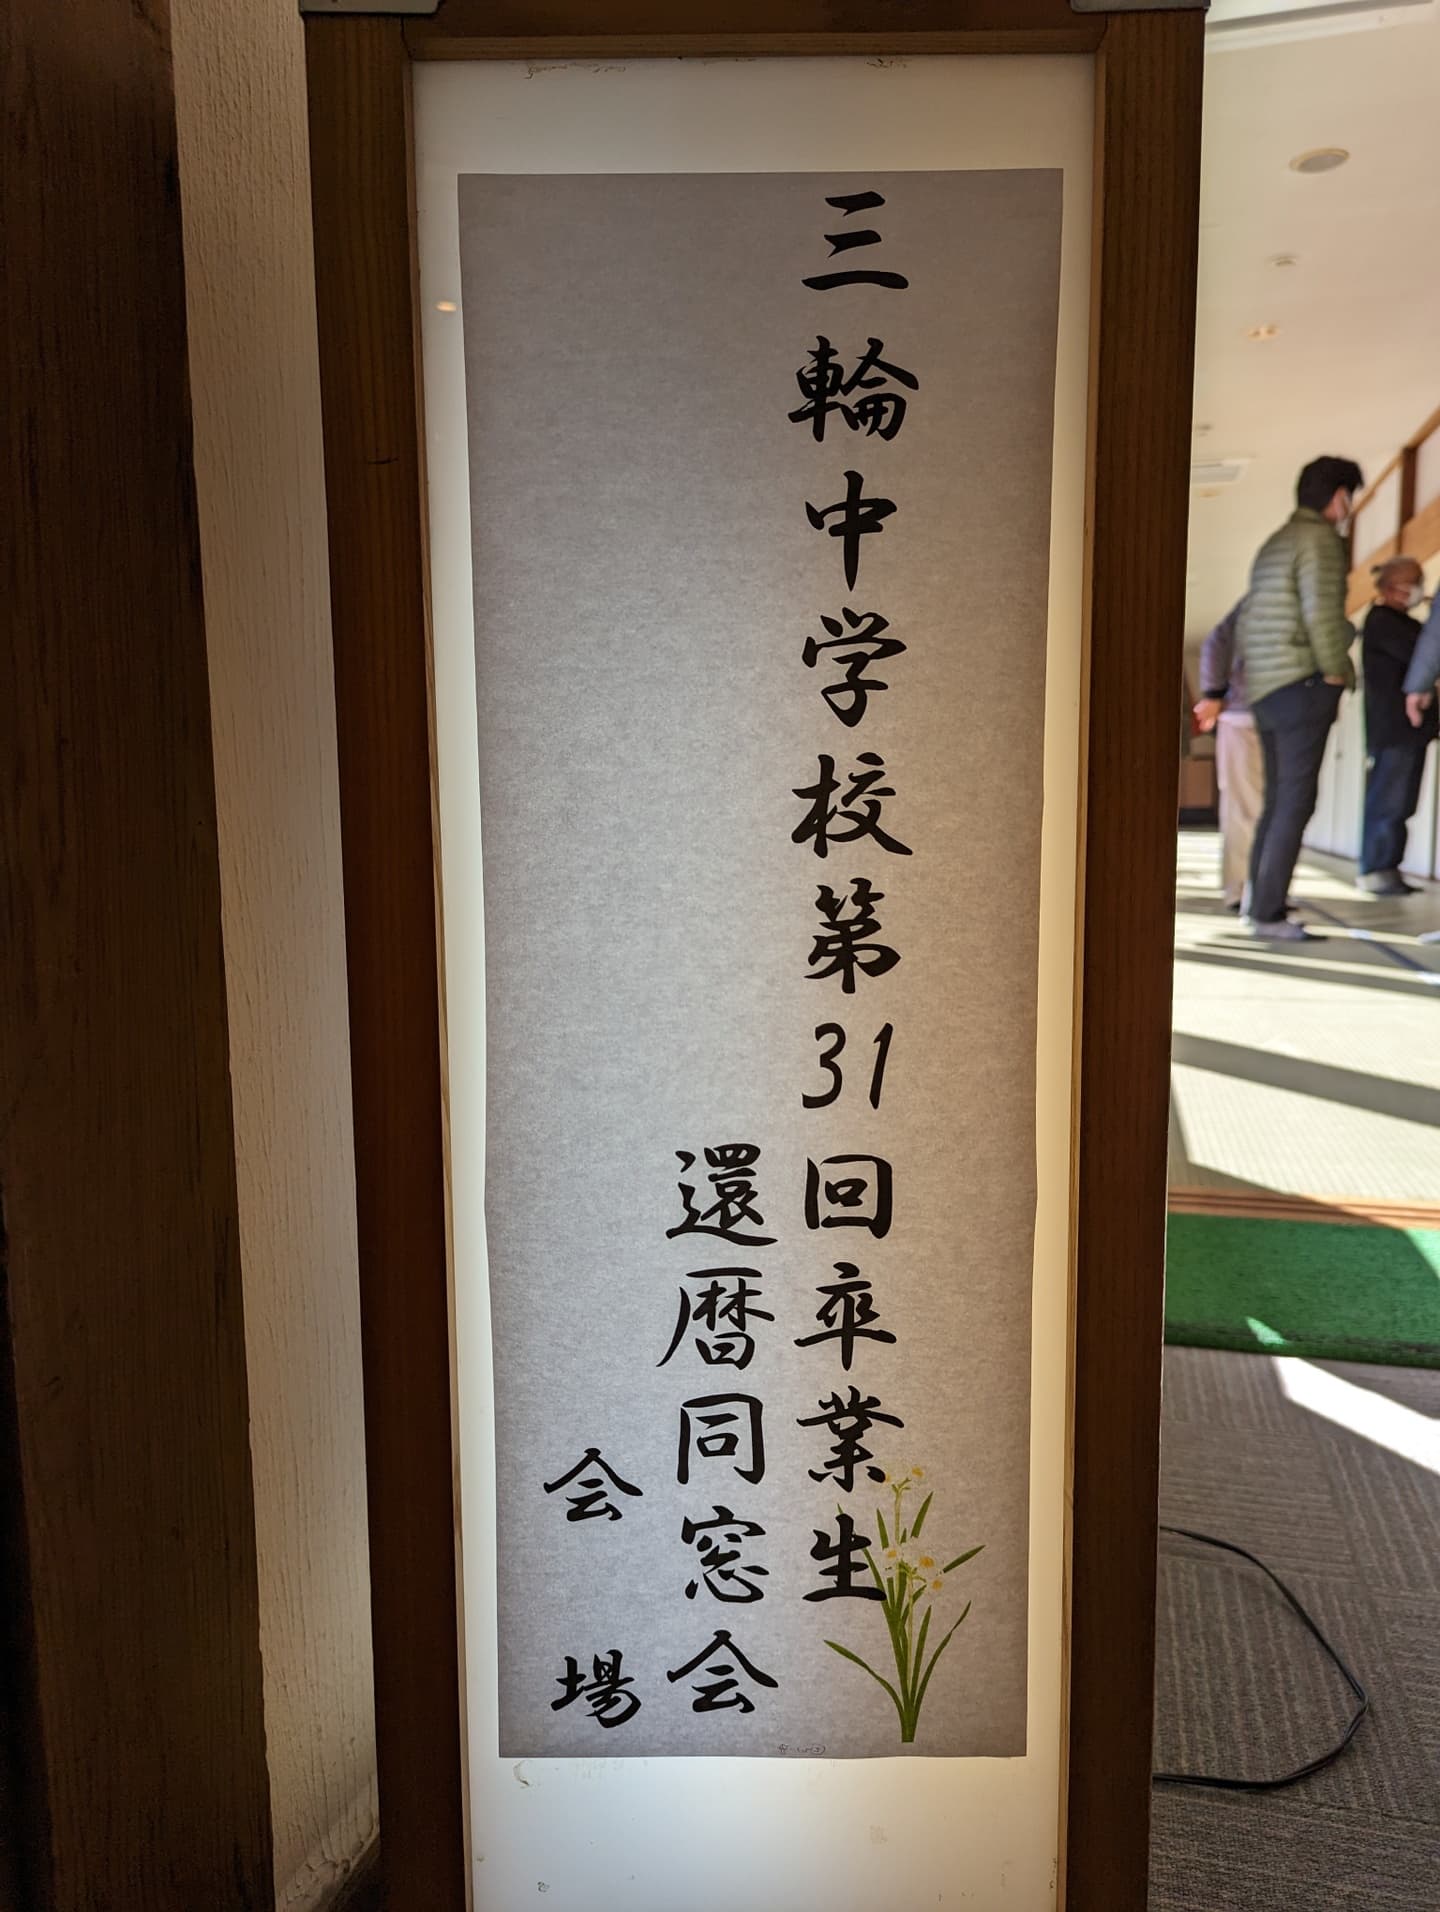 三輪中学校第31回卒業生
還暦同窓会
会場